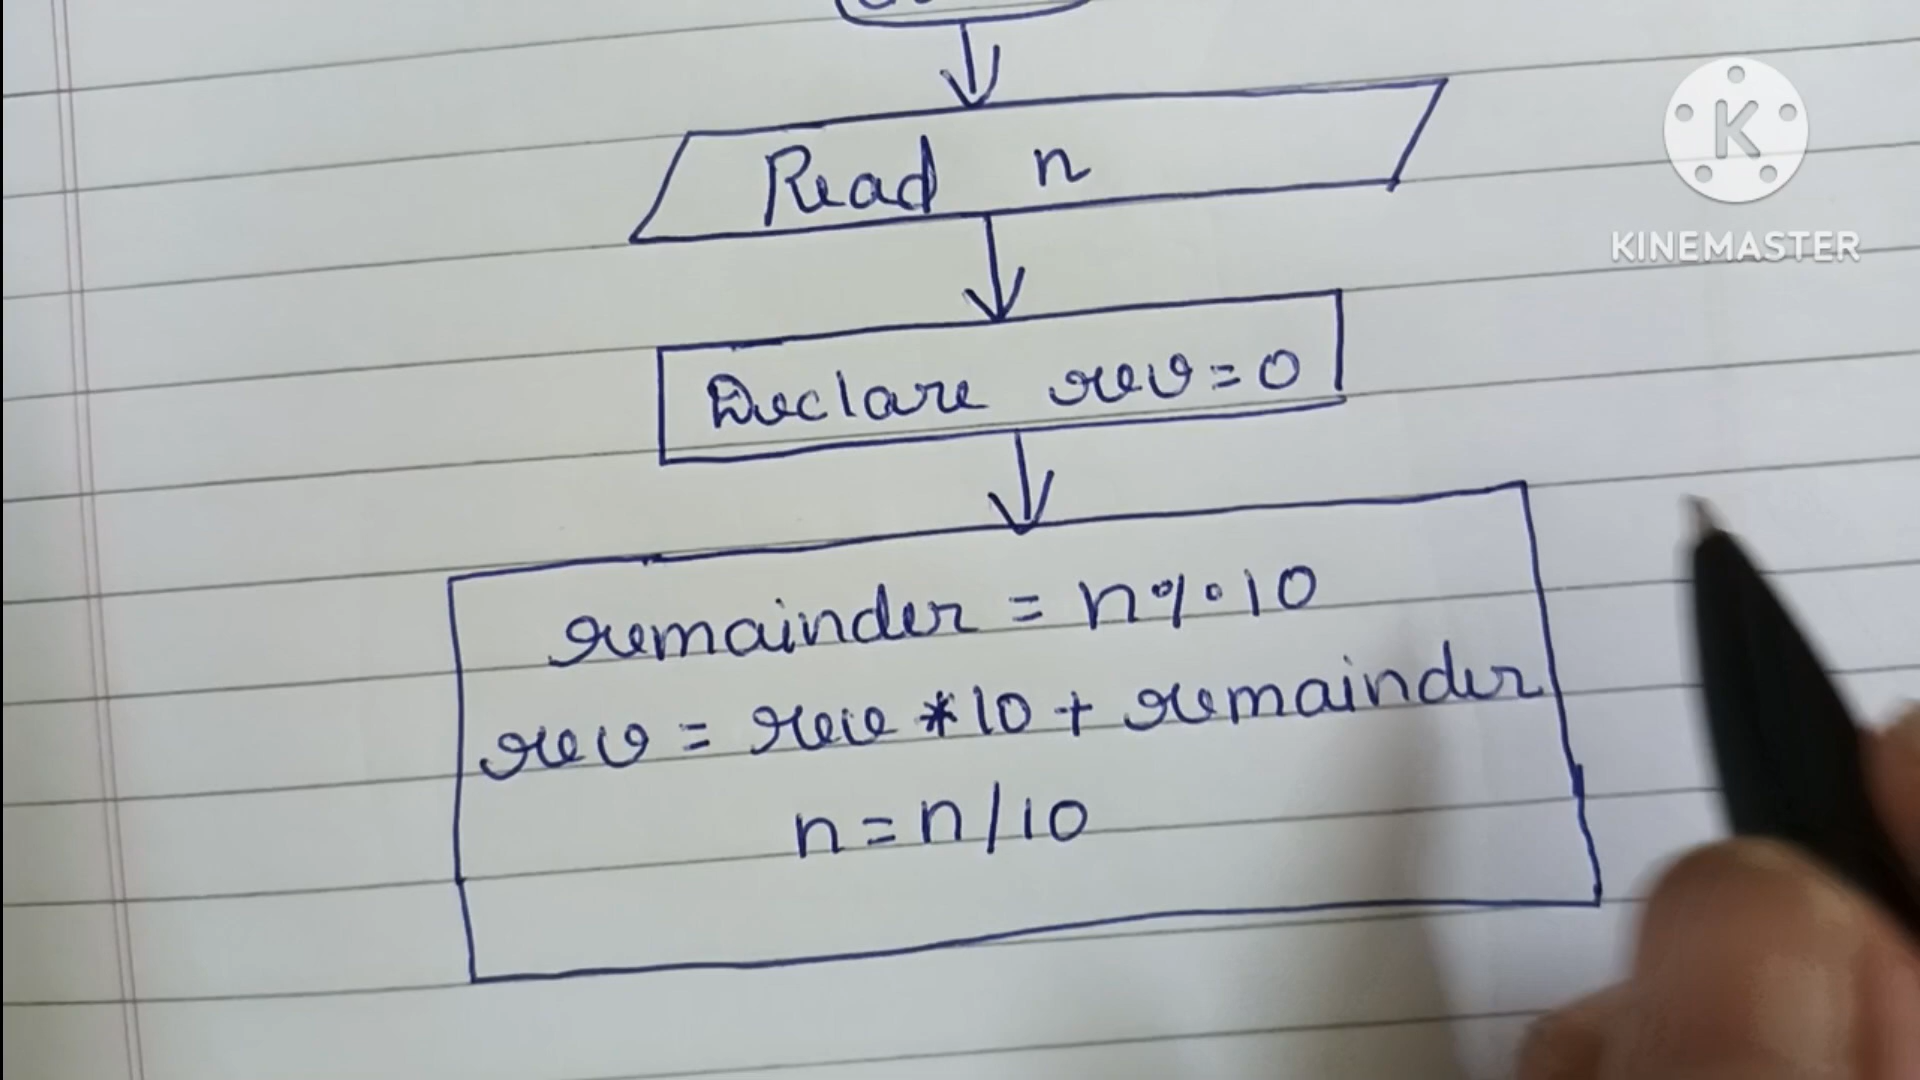 Read n
K
KINEMASTER
Declare rev=0
remainder = n%10
rev = rev *10 + remainder
n=n/10